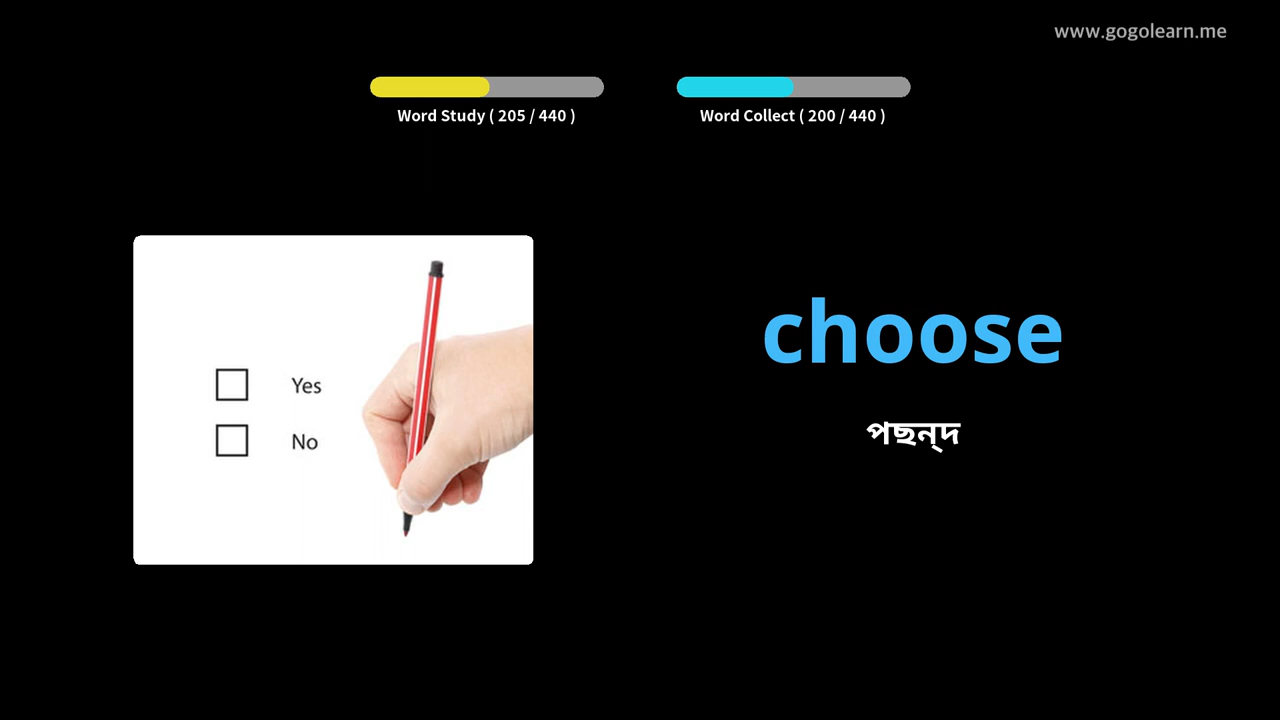 www.gogolearn.me
Word Study ( 205 / 440 )
Word Collect ( 200 / 440 )
choose
পছন্দ
Yes
No